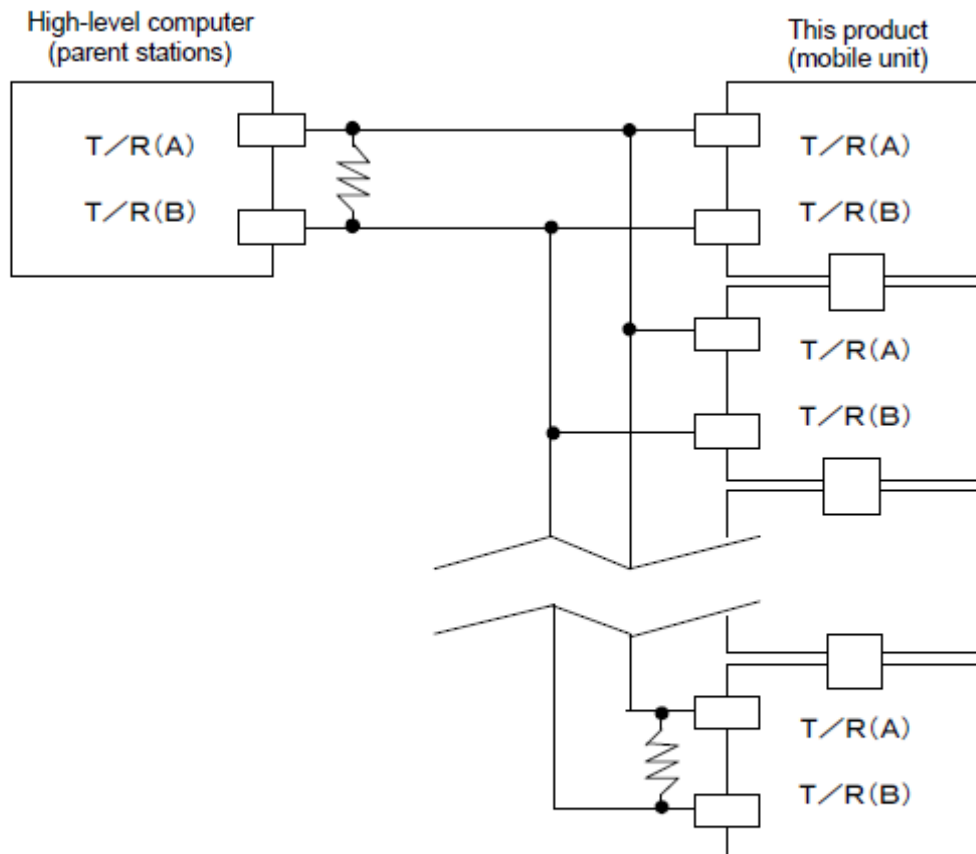 High-level computer
(parent stations)
This product
(mobile unit)
T／R(A)
T／R(B)
T／R(A)
T／R(B)
T／R(A)
T／R(B)
T／R(A)
T／R(B)